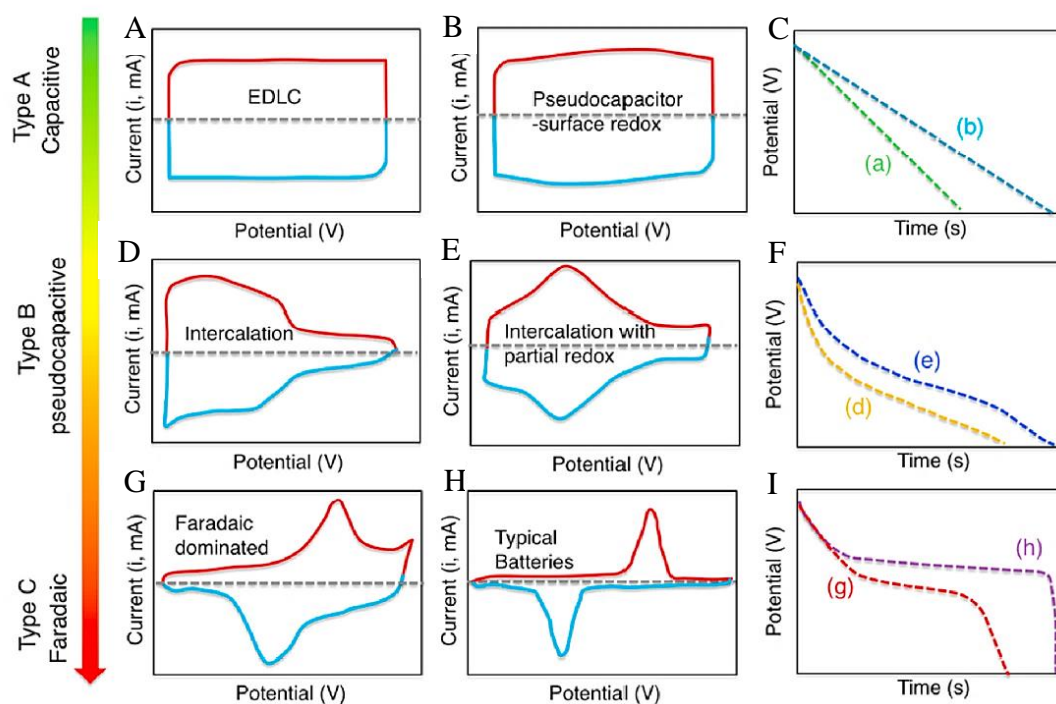 Type A
Capacitive
A
Current (i, mA)
EDLC
Potential (V)
B
Current (i, mA)
Pseudocapacitor
-surface redox
Potential (V)
C
Potential (V)
(b)
(a)
Time (s)
Type B
pseudocapacitive
D
Current (i, mA)
Intercalation
Potential (V)
E
Current (i, mA)
Intercalation with
partial redox
Potential (V)
F
Potential (V)
(e)
(d)
Time (s)
Type C
Faradaic
G
Current (i, mA)
Faradaic
dominated
Potential (V)
H
Current (i, mA)
Typical
Batteries
Potential (V)
I
Potential (V)
(h)
(g)
Time (s)